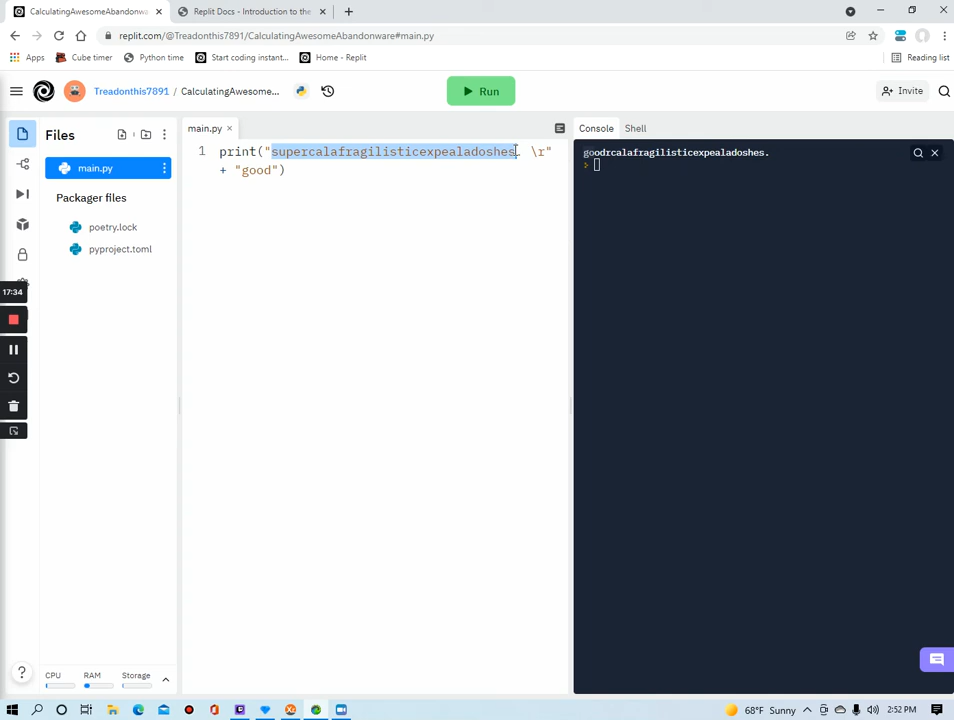 CalculatingAwesomeAbandonw
Replit Docs - Introduction to the
replit.com/@Treadonthis7891/CalculatingAwesomeAbandonware#main.py
Apps
Cube timer
Python time
Start coding instant...
Home - Replit
Reading list
Treadonthis7891 / CalculatingAwesome...
Run
Invite
Files
main.py
Console
Shell
main.py
Packager files
poetry.lock
pyproject.toml
1 print("supercalafragilisticexpealadoshes. \r"
+ "good")
goodrcalafragilisticexpealadoshes.
17:34
?
CPU
RAM
Storage
68°F Sunny
2:52 PM